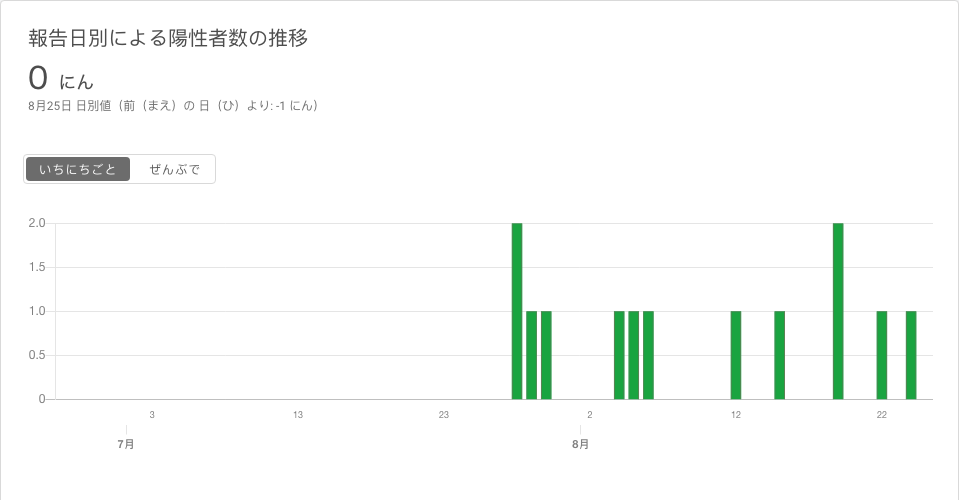 報告日別による陽性者数の推移
0 にん
8月25日 日別値（前（まえ）の 日（ひ）より: -1 にん）
いちにちごと ぜんぶで
2.0
1.5
1.0
0.5
0
3 13 23 2 12 22
7月 8月